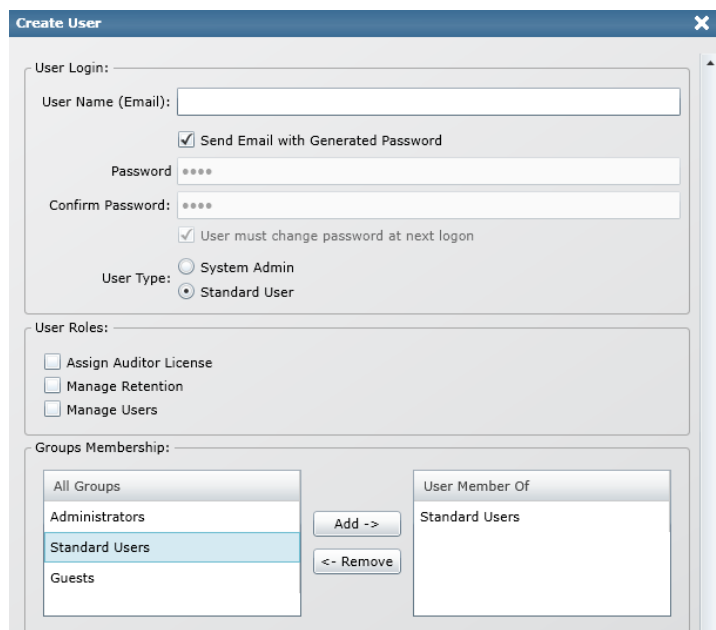 Create User
User Login:
User Name (Email):
Send Email with Generated Password
Password ••••
Confirm Password: ••••
User must change password at next logon
User Type:
System Admin
Standard User
User Roles:
Assign Auditor License
Manage Retention
Manage Users
Groups Membership:
All Groups
Administrators
Standard Users
Guests
Add ->
<- Remove
User Member Of
Standard Users